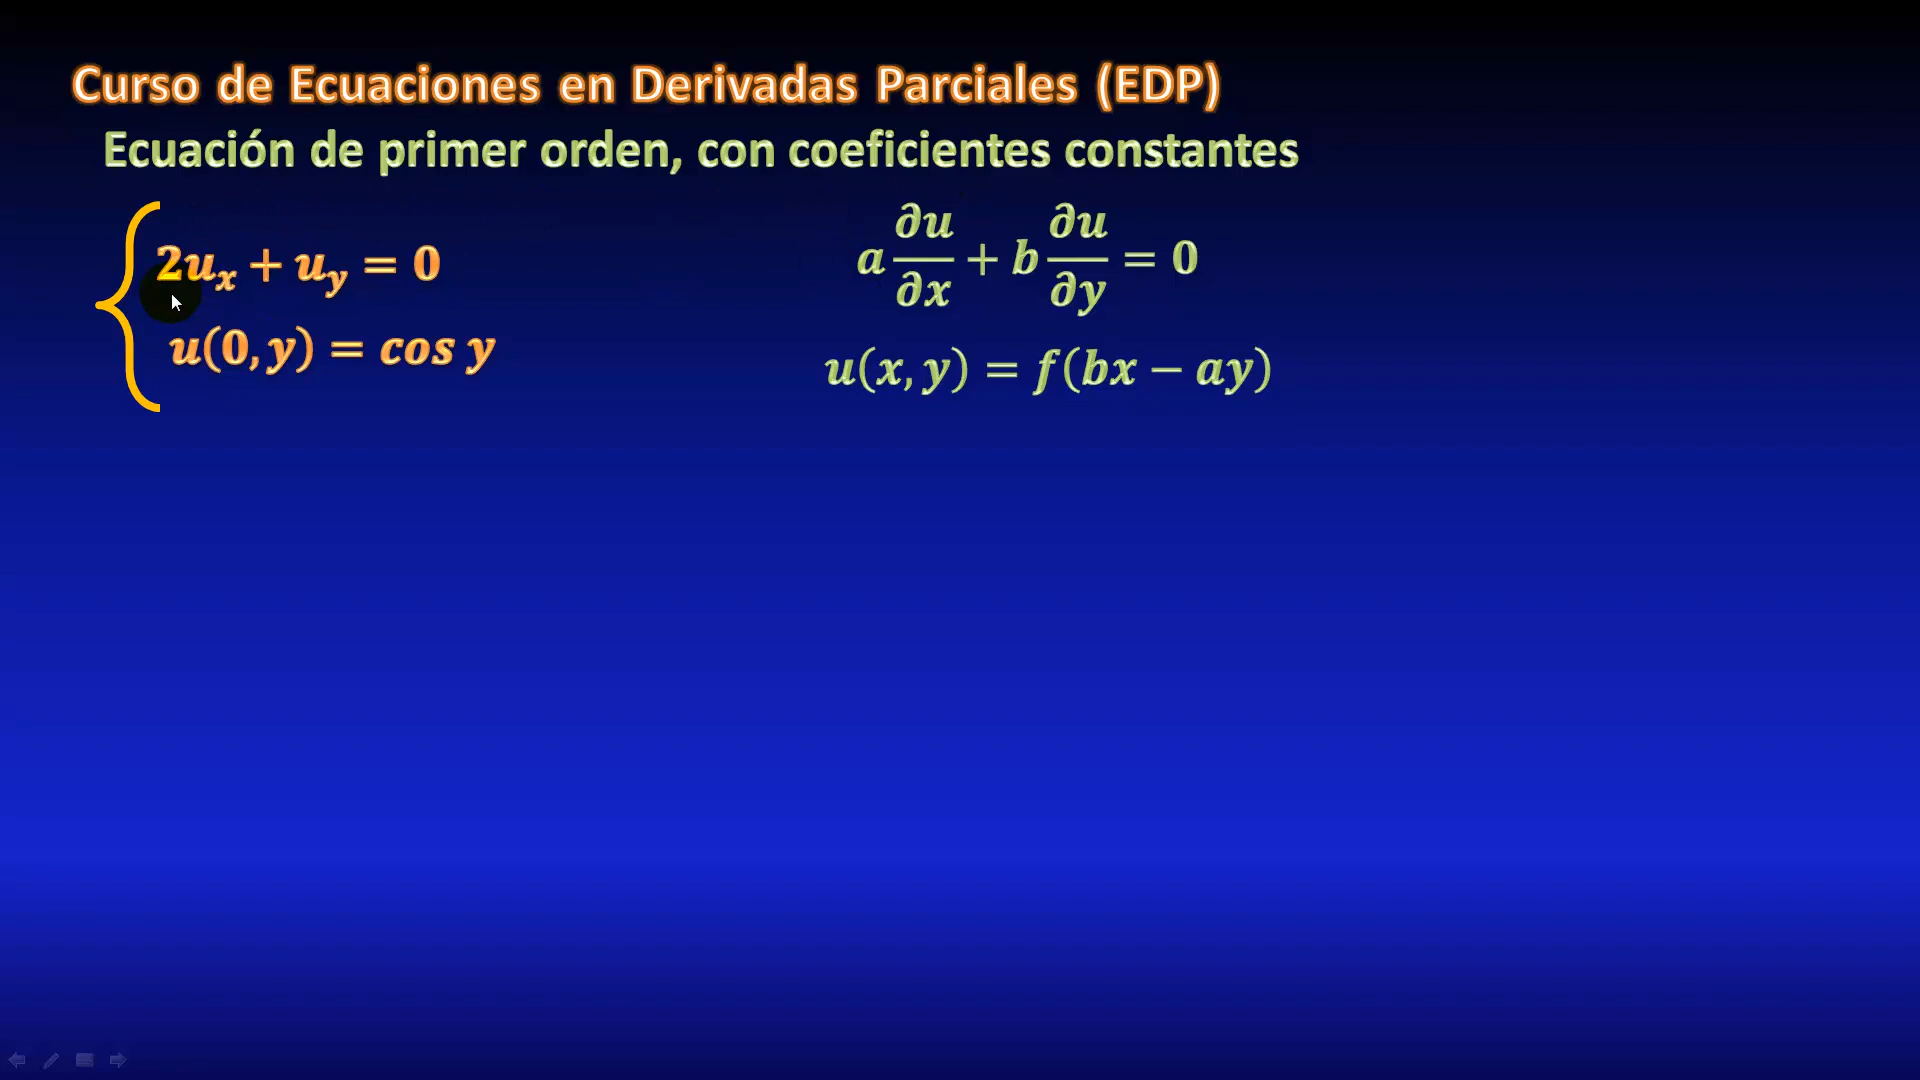 Curso de Ecuaciones en Derivadas Parciales (EDP)
Ecuación de primer orden, con coeficientes constantes
2uₓ + u_y = 0
u(0, y) = cos y
a ∂u/∂x + b ∂u/∂y = 0
u(x, y) = f(bx − ay)